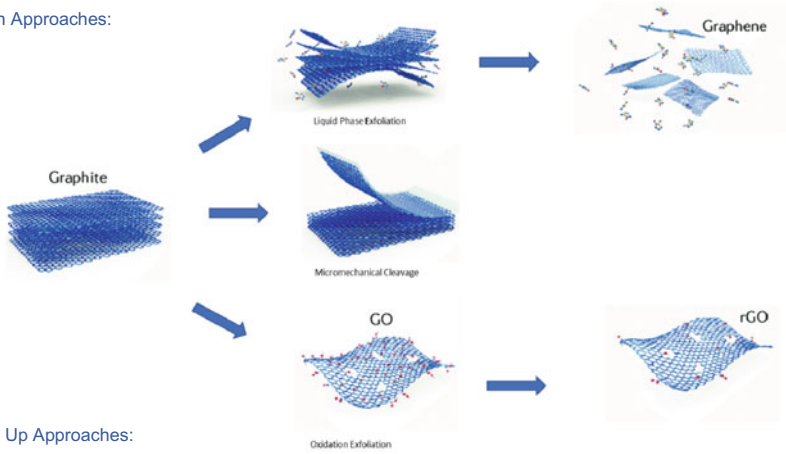 n Approaches:
Graphene
Liquid Phase Exfoliation
Graphite
Micromechanical Cleavage
GO
rGO
Up Approaches:
Oxidation Exfoliation